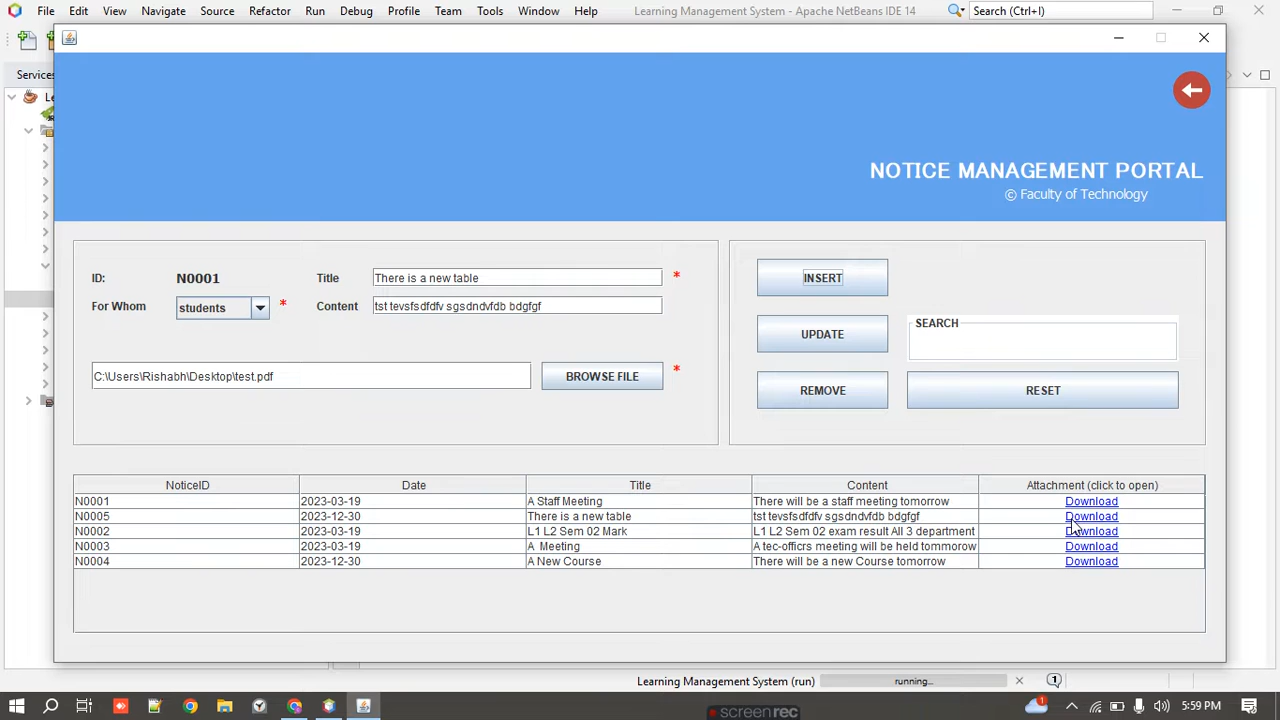 File Edit View Navigate Source Refactor Run Debug Profile Team Tools Window Help Learning Management System - Apache NetBeans IDE 14 Search (Ctrl+I)
Services
Le
NOTICE MANAGEMENT PORTAL
© Faculty of Technology
ID: N0001 Title There is a new table *
For Whom students * Content tst tevsfsdfdfv sgsdndvfdb bdgfgf
C:\Users\Rishabh\Desktop\test.pdf BROWSE FILE *
INSERT
UPDATE SEARCH
REMOVE RESET
NoticeID Date Title Content Attachment (click to open)
N0001 2023-03-19 A Staff Meeting There will be a staff meeting tomorrow Download
N0005 2023-12-30 There is a new table tst tevsfsdfdfv sgsdndvfdb bdgfgf Download
N0002 2023-03-19 L1 L2 Sem 02 Mark L1 L2 Sem 02 exam result All 3 department Download
N0003 2023-03-19 A Meeting A tec-officrs meeting will be held tommorow Download
N0004 2023-12-30 A New Course There will be a new Course tomorrow Download
Learning Management System (run) running... 1
1 5:59 PM
screenrec